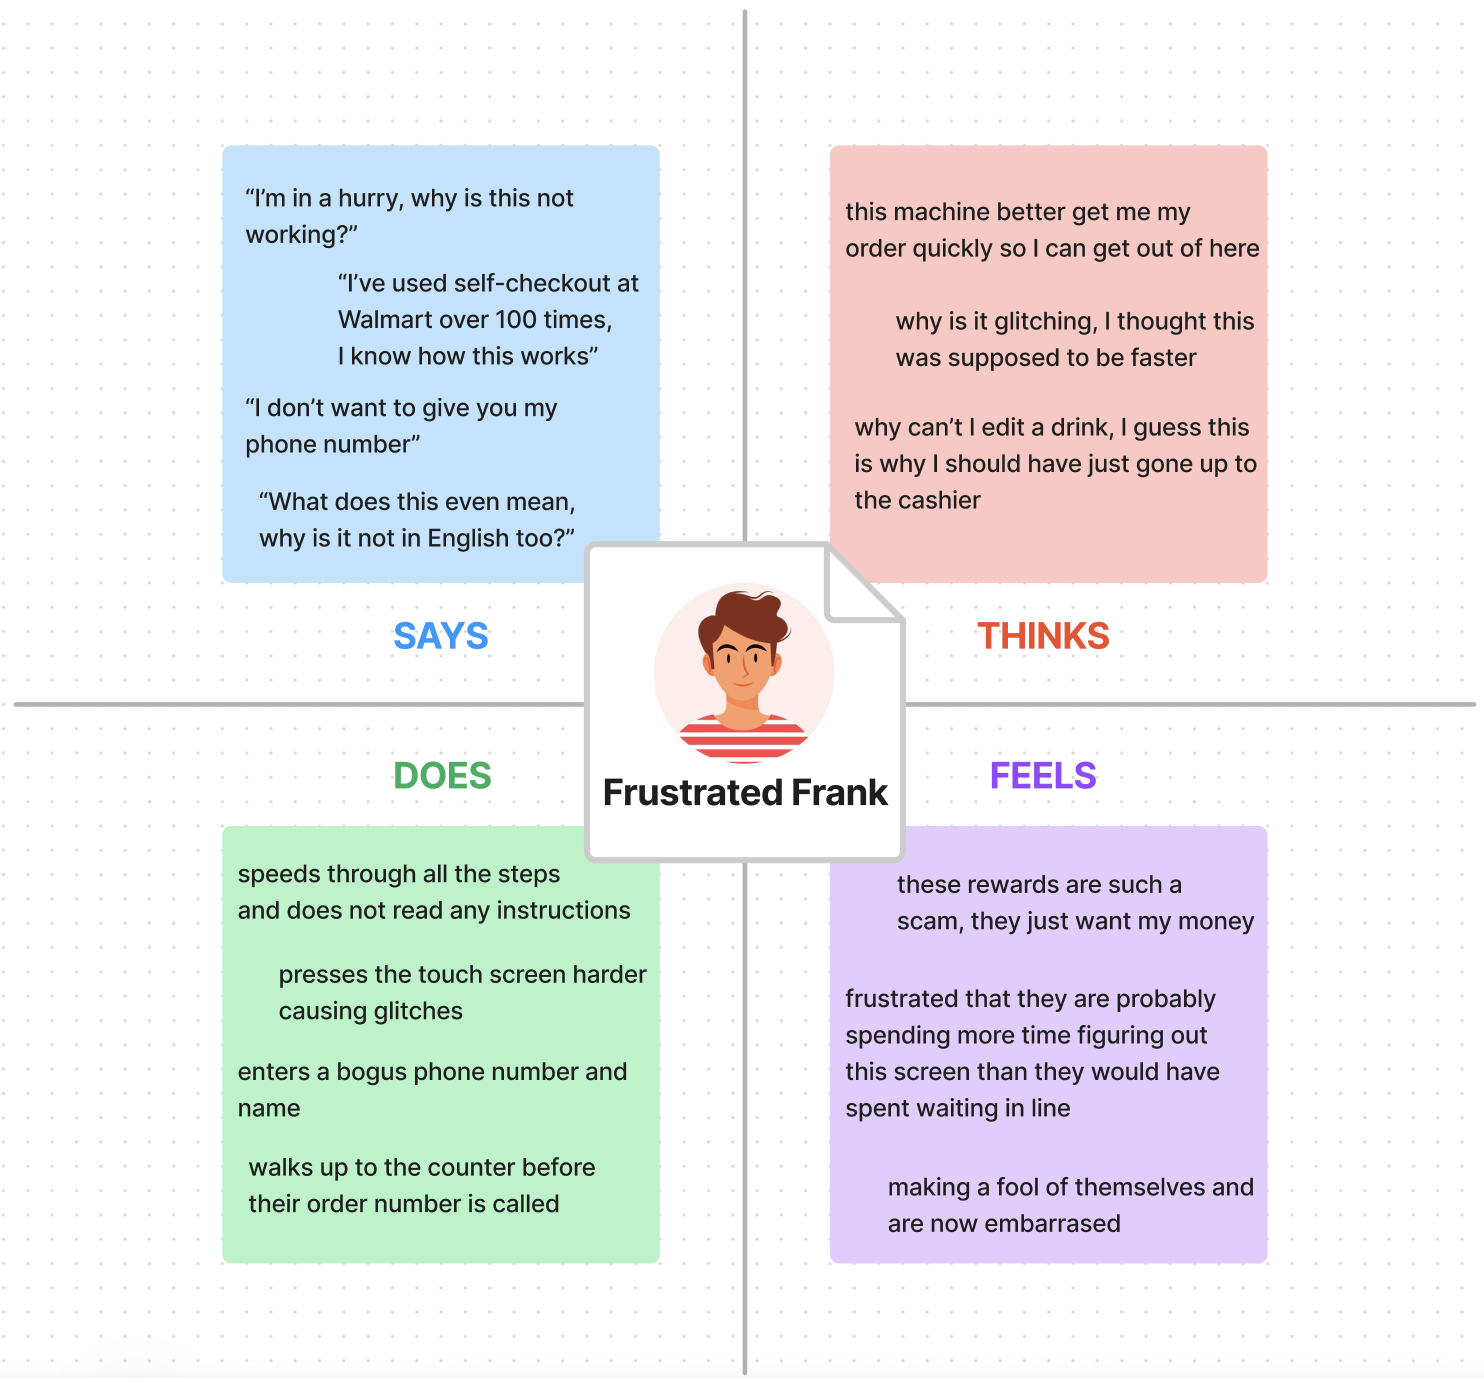 “I’m in a hurry, why is this not
working?”
“I’ve used self-checkout at
Walmart over 100 times,
I know how this works”
“I don’t want to give you my
phone number”
“What does this even mean,
why is it not in English too?”
SAYS
this machine better get me my
order quickly so I can get out of here
why is it glitching, I thought this
was supposed to be faster
why can’t I edit a drink, I guess this
is why I should have just gone up to
the cashier
THINKS
Frustrated Frank
DOES
speeds through all the steps
and does not read any instructions
presses the touch screen harder
causing glitches
enters a bogus phone number and
name
walks up to the counter before
their order number is called
FEELS
these rewards are such a
scam, they just want my money
frustrated that they are probably
spending more time figuring out
this screen than they would have
spent waiting in line
making a fool of themselves and
are now embarrased